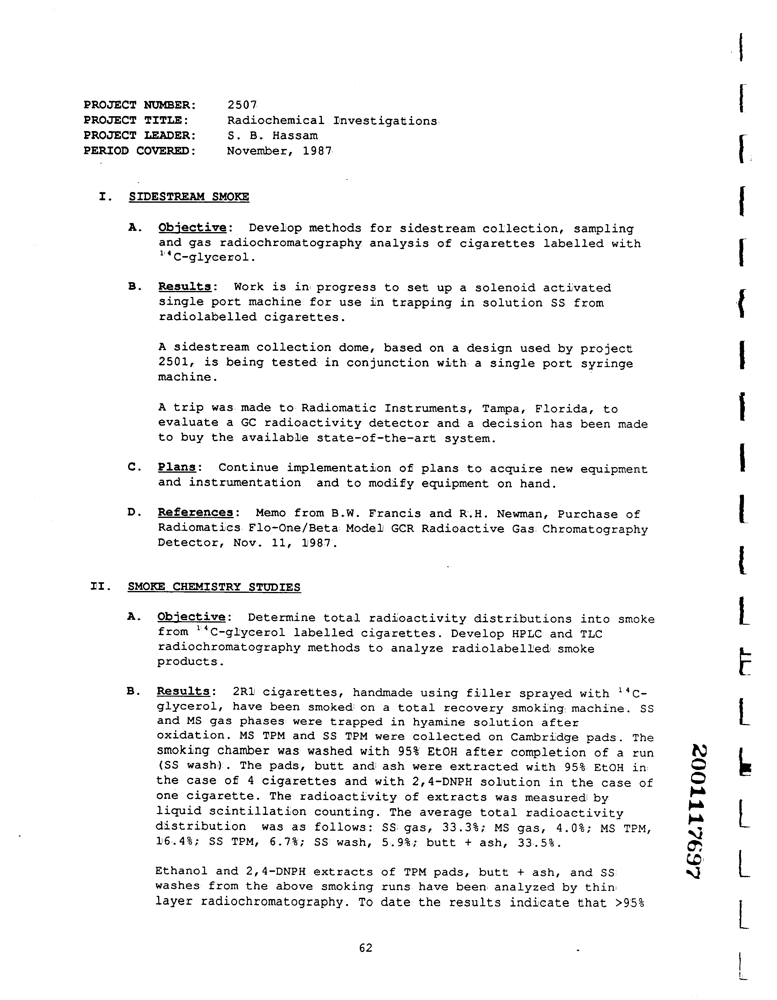 PROJECT NUMBER: 2507
PROJECT TITLE: Radiochemical Investigations
PROJECT LEADER: S. B. Hassam
PERIOD COVERED: November, 1987
I. SIDESTREAM SMOKE
A. Objective: Develop methods for sidestream collection, sampling
and gas radiochromatography analysis of cigarettes labelled with
¹⁴C-glycerol.
B. Results: Work is in progress to set up a solenoid activated
single port machine for use in trapping in solution SS from
radiolabelled cigarettes.
A sidestream collection dome, based on a design used by project
2501, is being tested in conjunction with a single port syringe
machine.
A trip was made to Radiomatic Instruments, Tampa, Florida, to
evaluate a GC radioactivity detector and a decision has been made
to buy the available state-of-the-art system.
C. Plans: Continue implementation of plans to acquire new equipment
and instrumentation and to modify equipment on hand.
D. References: Memo from B.W. Francis and R.H. Newman, Purchase of
Radiomatics Flo-One/Beta Model GCR Radioactive Gas Chromatography
Detector, Nov. 11, 1987.
II. SMOKE CHEMISTRY STUDIES
A. Objective: Determine total radioactivity distributions into smoke
from ¹⁴C-glycerol labelled cigarettes. Develop HPLC and TLC
radiochromatography methods to analyze radiolabelled smoke
products.
B. Results: 2R1 cigarettes, handmade using filler sprayed with ¹⁴C-
glycerol, have been smoked on a total recovery smoking machine. SS
and MS gas phases were trapped in hyamine solution after
oxidation. MS TPM and SS TPM were collected on Cambridge pads. The
smoking chamber was washed with 95% EtOH after completion of a run
(SS wash). The pads, butt and ash were extracted with 95% EtOH in
the case of 4 cigarettes and with 2,4-DNPH solution in the case of
one cigarette. The radioactivity of extracts was measured by
liquid scintillation counting. The average total radioactivity
distribution was as follows: SS gas, 33.3%; MS gas, 4.0%; MS TPM,
16.4%; SS TPM, 6.7%; SS wash, 5.9%; butt + ash, 33.5%.
Ethanol and 2,4-DNPH extracts of TPM pads, butt + ash, and SS
washes from the above smoking runs have been analyzed by thin
layer radiochromatography. To date the results indicate that >95%
62
2001117697